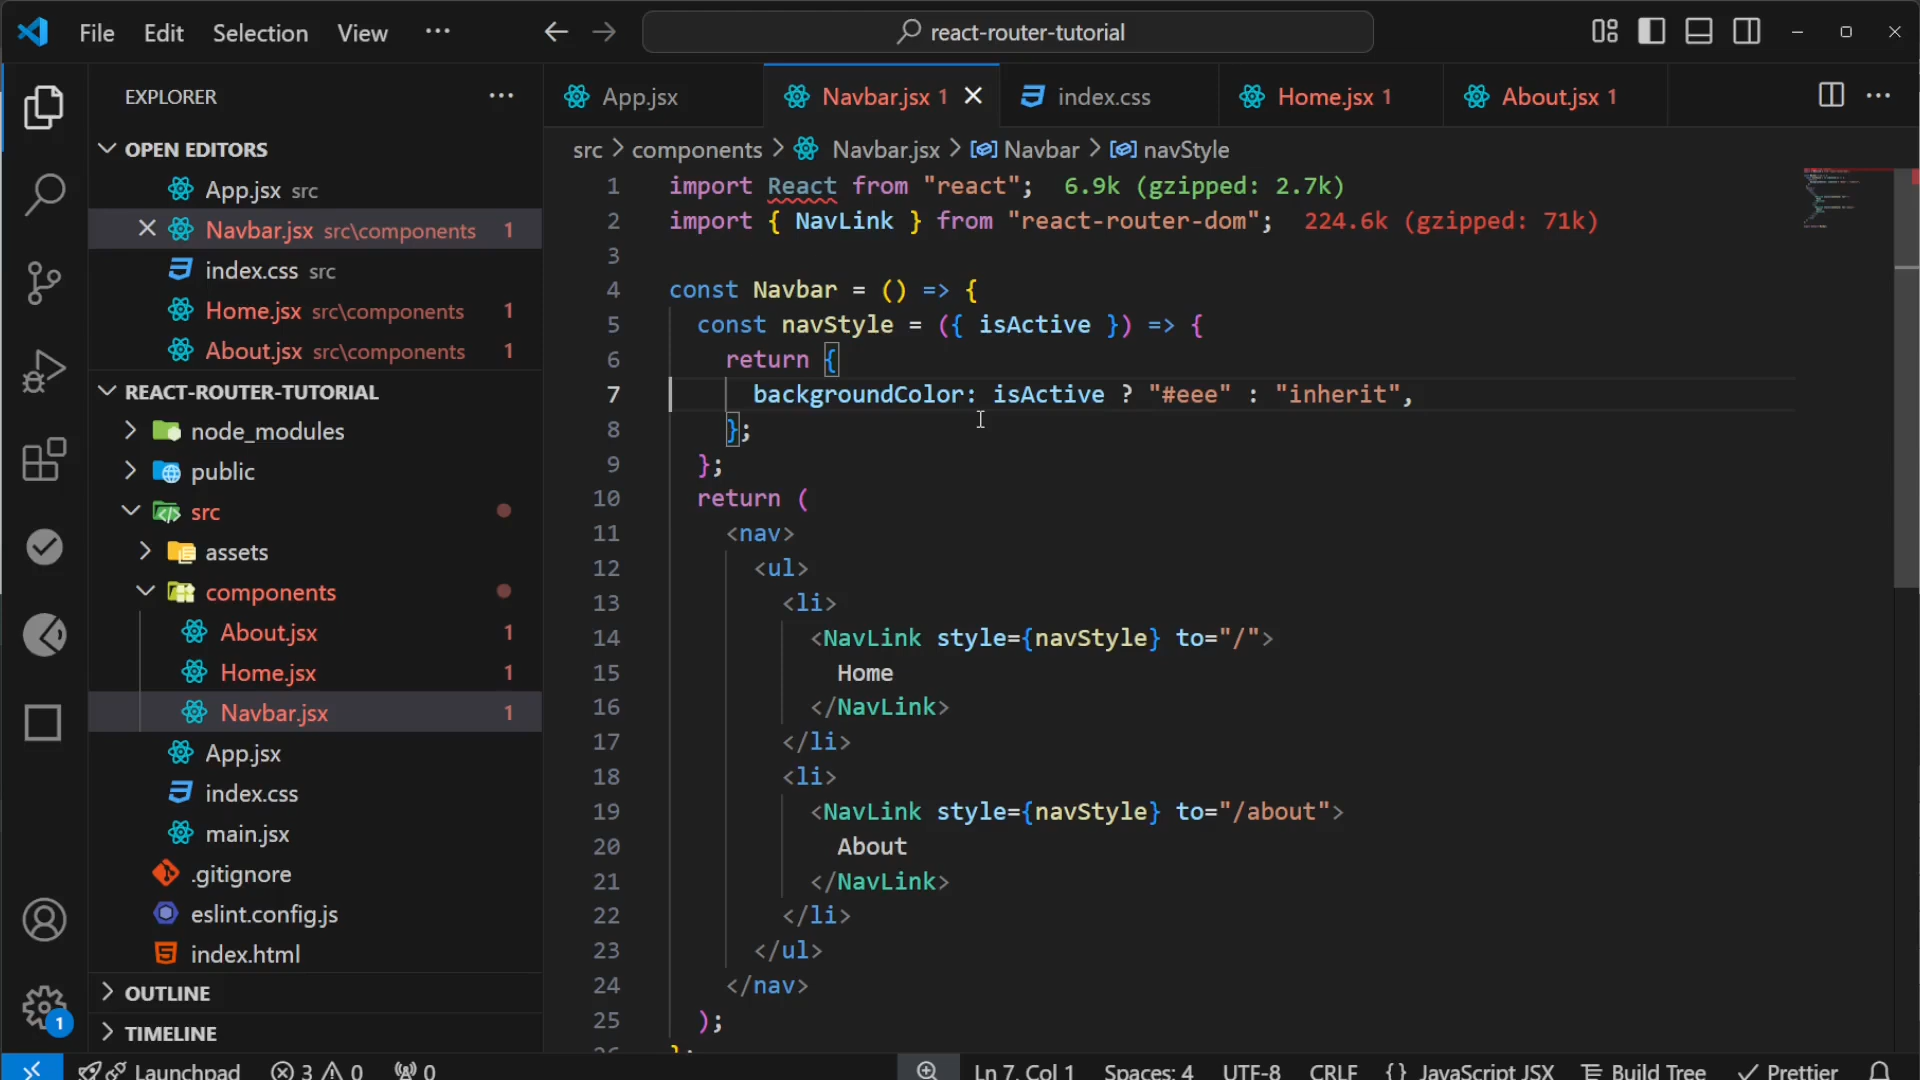 File Edit Selection View ··· react-router-tutorial
EXPLORER ···
OPEN EDITORS
App.jsx src
Navbar.jsx src\components 1
index.css src
Home.jsx src\components 1
About.jsx src\components 1
REACT-ROUTER-TUTORIAL
node_modules
public
src
assets
components
About.jsx 1
Home.jsx 1
Navbar.jsx 1
App.jsx
index.css
main.jsx
.gitignore
eslint.config.js
index.html
OUTLINE
TIMELINE
App.jsx Navbar.jsx 1 index.css Home.jsx 1 About.jsx 1 ···
src > components > Navbar.jsx > Navbar > navStyle
1 import React from "react"; 6.9k (gzipped: 2.7k)
2 import { NavLink } from "react-router-dom"; 224.6k (gzipped: 71k)
3
4 const Navbar = () => {
5 const navStyle = ({ isActive }) => {
6 return {
7 backgroundColor: isActive ? "#eee" : "inherit",
8 };
9 };
10 return (
11 <nav>
12 <ul>
13 <li>
14 <NavLink style={navStyle} to="/">
15 Home
16 </NavLink>
17 </li>
18 <li>
19 <NavLink style={navStyle} to="/about">
20 About
21 </NavLink>
22 </li>
23 </ul>
24 </nav>
25 );
26 };
1
Launchpad 3 0 0 Ln 7, Col 1 Spaces: 4 UTF-8 CRLF {} JavaScript JSX Build Tree Prettier